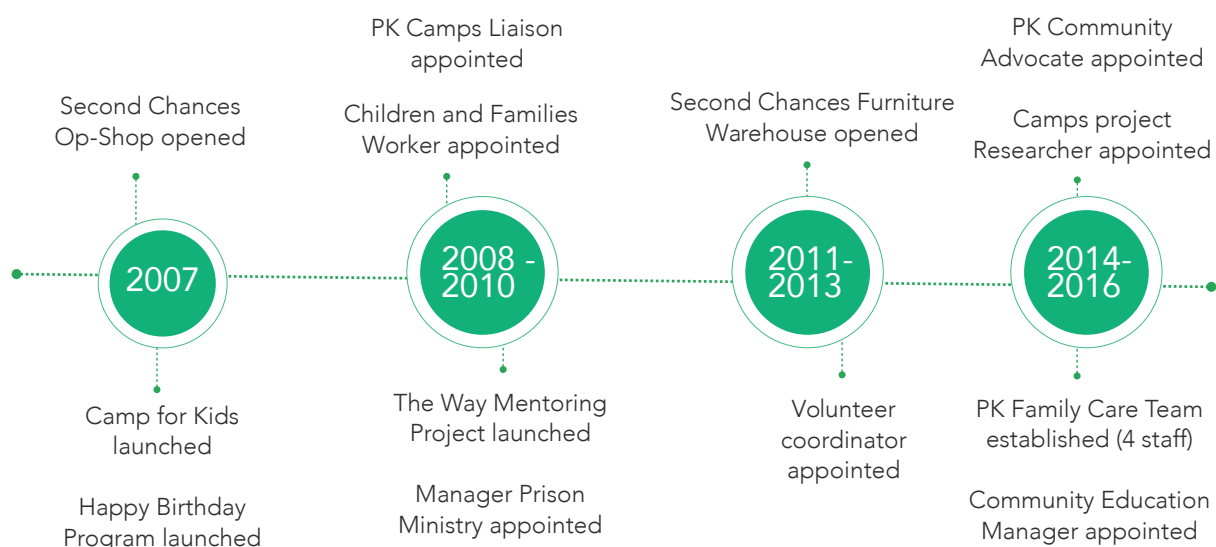 Second Chances
Op-Shop opened
2007
Camp for Kids
launched
Happy Birthday
Program launched
PK Camps Liaison
appointed
Children and Families
Worker appointed
2008 -
2010
The Way Mentoring
Project launched
Manager Prison
Ministry appointed
Second Chances Furniture
Warehouse opened
2011-
2013
Volunteer
coordinator
appointed
PK Community
Advocate appointed
Camps project
Researcher appointed
2014-
2016
PK Family Care Team
established (4 staff)
Community Education
Manager appointed